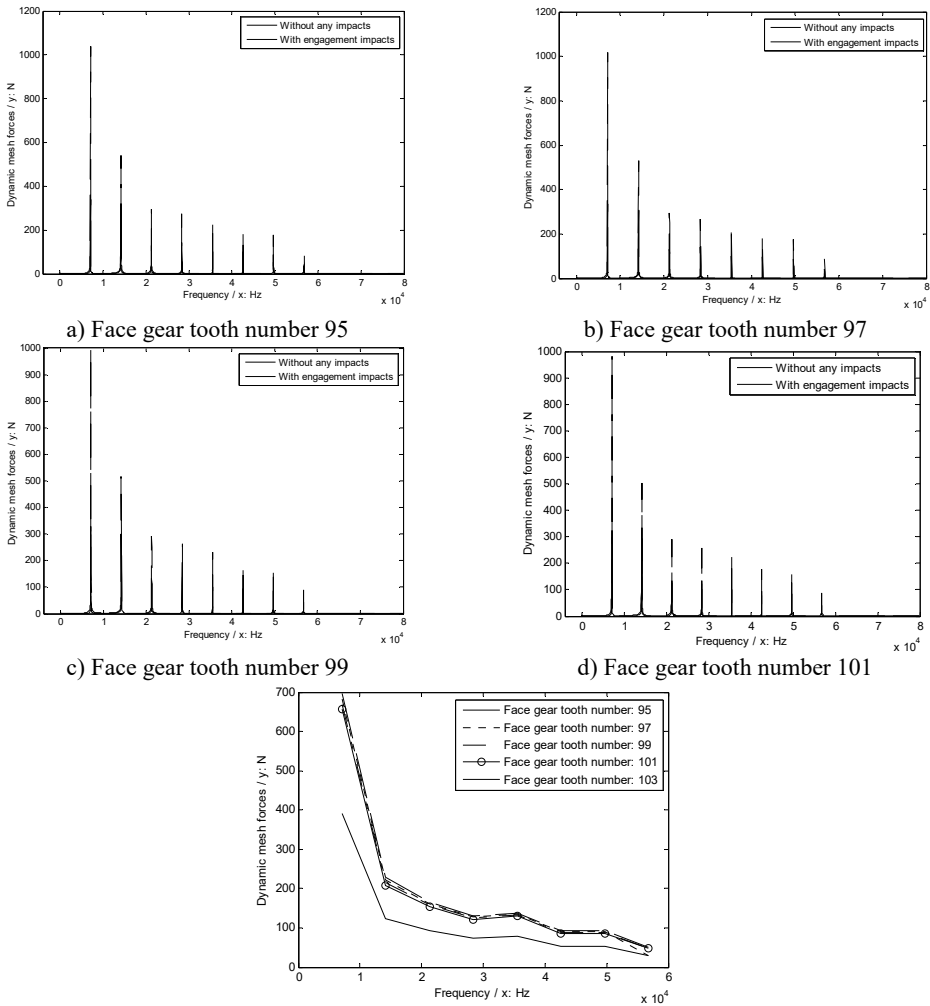 1200
1000
800
600
400
200
0
Dynamic mesh forces / y: N
Without any impacts
With engagement impacts
0 1 2 3 4 5 6 7 8
Frequency / x: Hz
x 10^4
a) Face gear tooth number 95
1200
1000
800
600
400
200
0
Dynamic mesh forces / y: N
Without any impacts
With engagement impacts
0 1 2 3 4 5 6 7 8
Frequency / x: Hz
x 10^4
b) Face gear tooth number 97
1000
900
800
700
600
500
400
300
200
100
0
Dynamic mesh forces / y: N
Without any impacts
With engagement impacts
0 1 2 3 4 5 6 7 8
Frequency / x: Hz
x 10^4
c) Face gear tooth number 99
1000
900
800
700
600
500
400
300
200
100
0
Dynamic mesh forces / y: N
Without any impacts
With engagement impacts
0 1 2 3 4 5 6 7 8
Frequency / x: Hz
x 10^4
d) Face gear tooth number 101
700
600
500
400
300
200
100
0
Dynamic mesh forces / y: N
Face gear tooth number: 95
Face gear tooth number: 97
Face gear tooth number: 99
Face gear tooth number: 101
Face gear tooth number: 103
0 1 2 3 4 5 6
Frequency / x: Hz
x 10^4